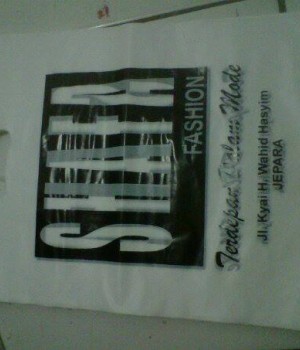 FASHION
Terdepan Dalam Mode
Jl. Kyai H. Wahid Hasyim
JEPARA